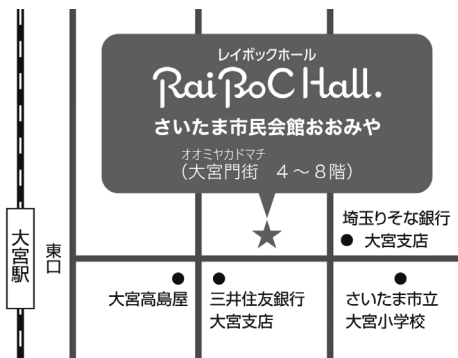 レイボックホール
RaiBoC Hall.
さいたま市民会館おおみや
オオミヤカドマチ
（大宮門街　4～8階）
埼玉りそな銀行
大宮支店
大宮駅
東口
大宮高島屋
三井住友銀行
大宮支店
さいたま市立
大宮小学校